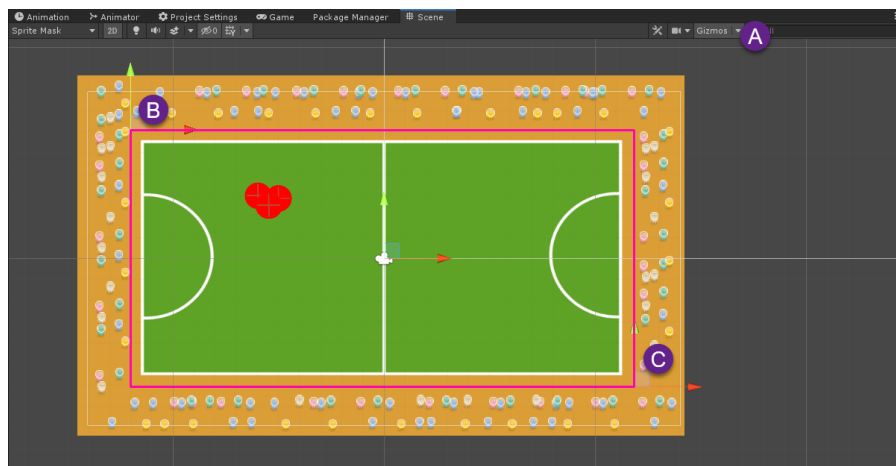 Animation Animator Project Settings Game Package Manager Scene
Sprite Mask 2D 0 Gizmos A
B
C